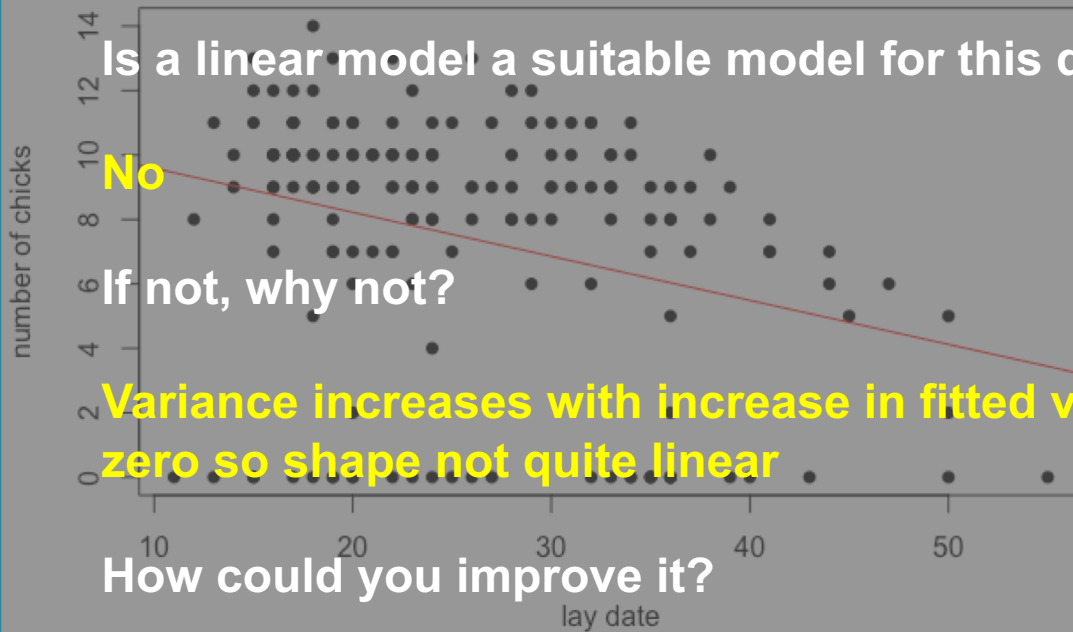 14
Is a linear model a suitable model for this
12
10
No
number of chicks
8
6
If not, why not?
4
Variance increases with increase in fitted
2
zero so shape not quite linear
0
10 20 30 40 50
How could you improve it?
lay date